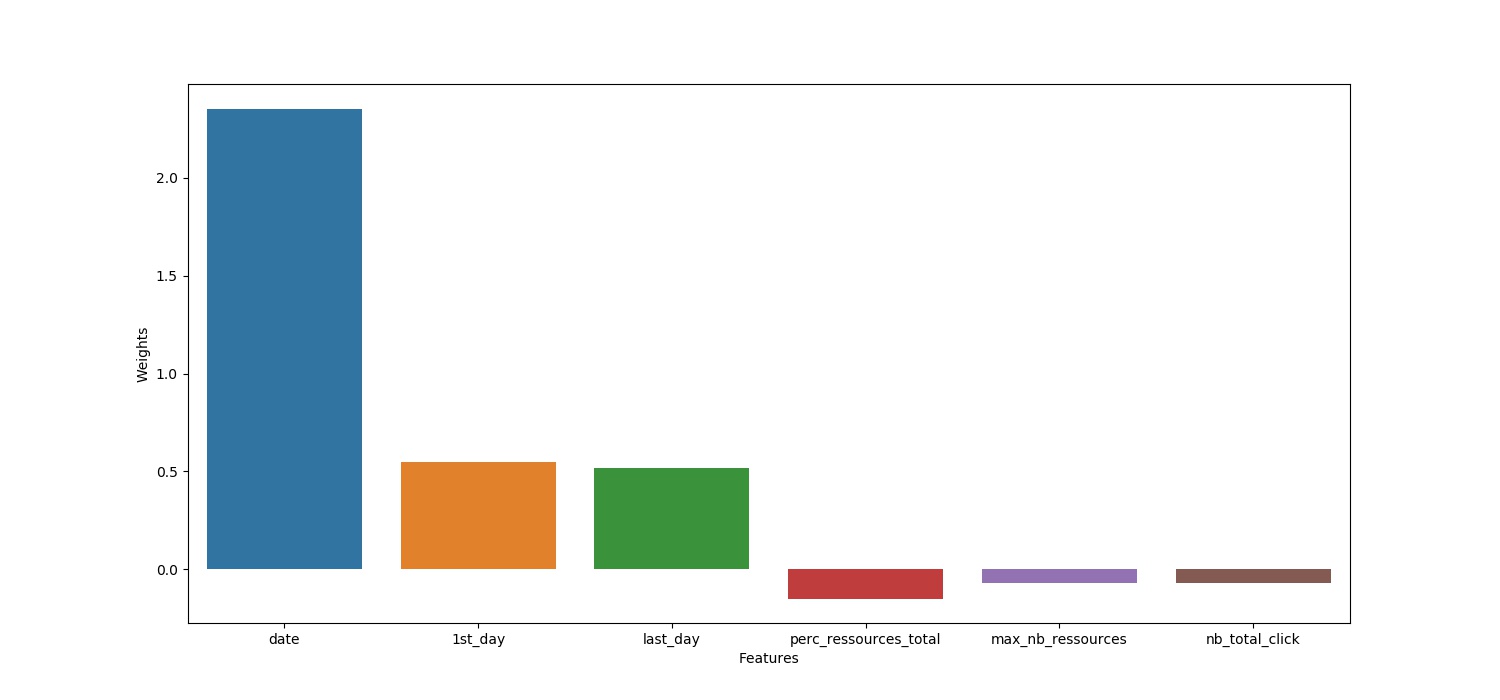 2.0
1.5
1.0
0.5
0.0
Weights
date 1st_day last_day perc_ressources_total max_nb_ressources nb_total_click
Features